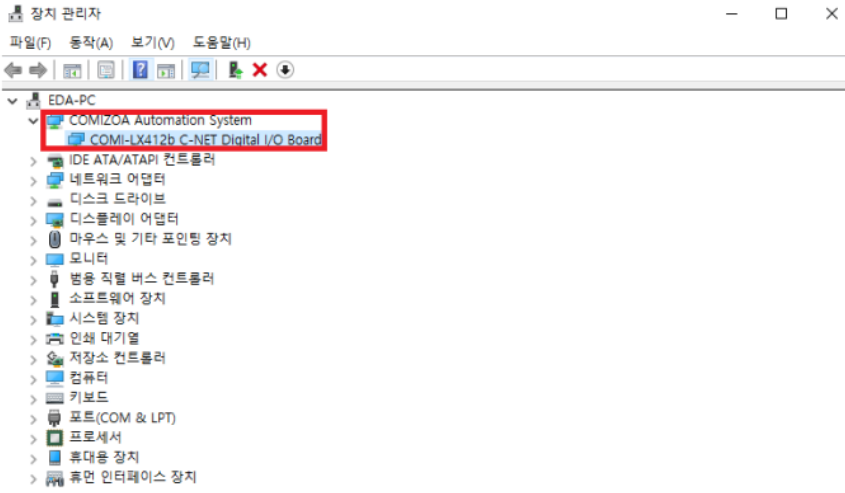 장치 관리자
파일(F) 동작(A) 보기(V) 도움말(H)
EDA-PC
COMIZOA Automation System
COMI-LX412b C-NET Digital I/O Board
IDE ATA/ATAPI 컨트롤러
네트워크 어댑터
디스크 드라이브
디스플레이 어댑터
마우스 및 기타 포인팅 장치
모니터
범용 직렬 버스 컨트롤러
소프트웨어 장치
시스템 장치
인쇄 대기열
저장소 컨트롤러
컴퓨터
키보드
포트(COM & LPT)
프로세서
휴대용 장치
휴먼 인터페이스 장치